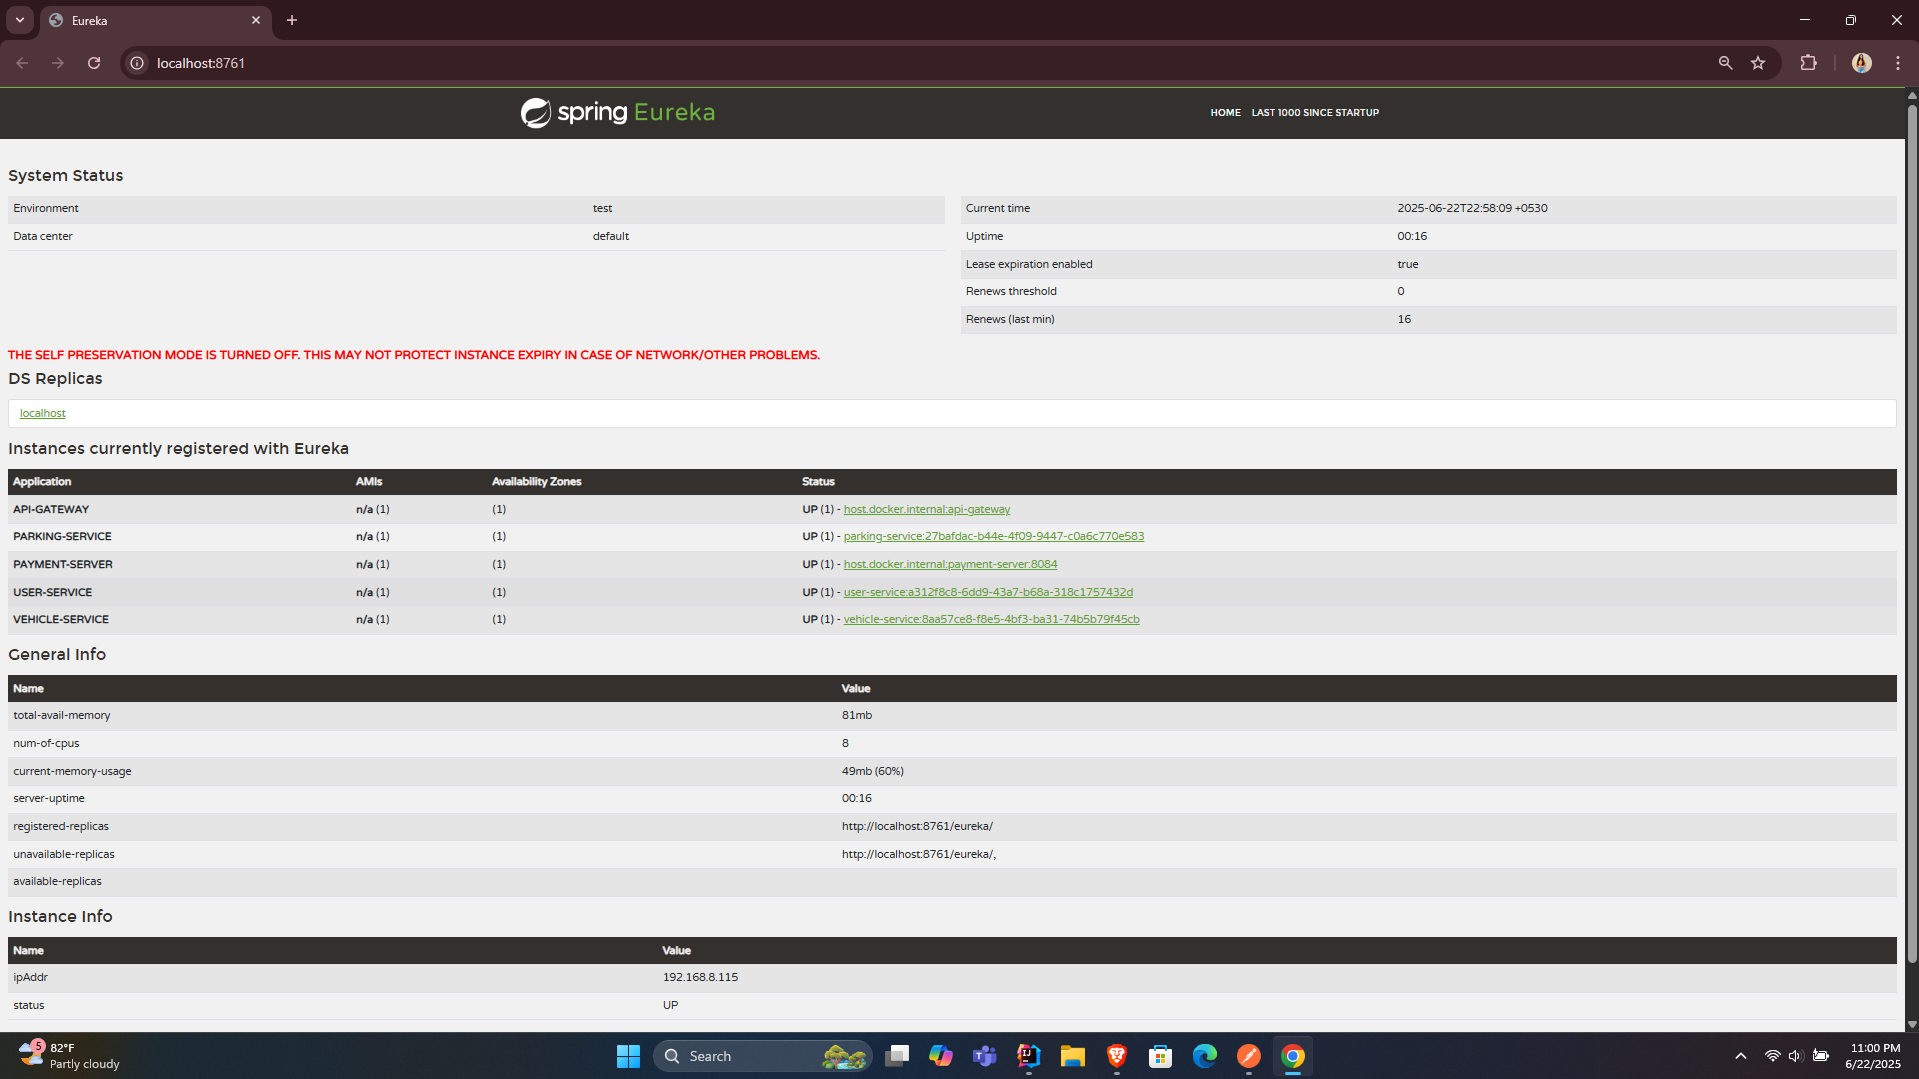 Eureka
localhost:8761
spring Eureka
HOME LAST 1000 SINCE STARTUP
System Status
Environment test
Data center default
Current time 2025-06-22T22:58:09 +0530
Uptime 00:16
Lease expiration enabled true
Renews threshold 0
Renews (last min) 16
THE SELF PRESERVATION MODE IS TURNED OFF. THIS MAY NOT PROTECT INSTANCE EXPIRY IN CASE OF NETWORK/OTHER PROBLEMS.
DS Replicas
localhost
Instances currently registered with Eureka
Application AMIs Availability Zones Status
API-GATEWAY n/a (1) (1) UP (1) - host.docker.internal:api-gateway
PARKING-SERVICE n/a (1) (1) UP (1) - parking-service:27bafdac-b44e-4f09-9447-c0a6c770e583
PAYMENT-SERVER n/a (1) (1) UP (1) - host.docker.internal:payment-server:8084
USER-SERVICE n/a (1) (1) UP (1) - user-service:a312f8c8-6dd9-43a7-b68a-318c1757432d
VEHICLE-SERVICE n/a (1) (1) UP (1) - vehicle-service:8aa57ce8-f8e5-4bf3-ba31-74b5b79f45cb
General Info
Name Value
total-avail-memory 81mb
num-of-cpus 8
current-memory-usage 49mb (60%)
server-uptime 00:16
registered-replicas http://localhost:8761/eureka/
unavailable-replicas http://localhost:8761/eureka/,
available-replicas
Instance Info
Name Value
ipAddr 192.168.8.115
status UP
5
82°F
Partly cloudy
Search
11:00 PM
6/22/2025